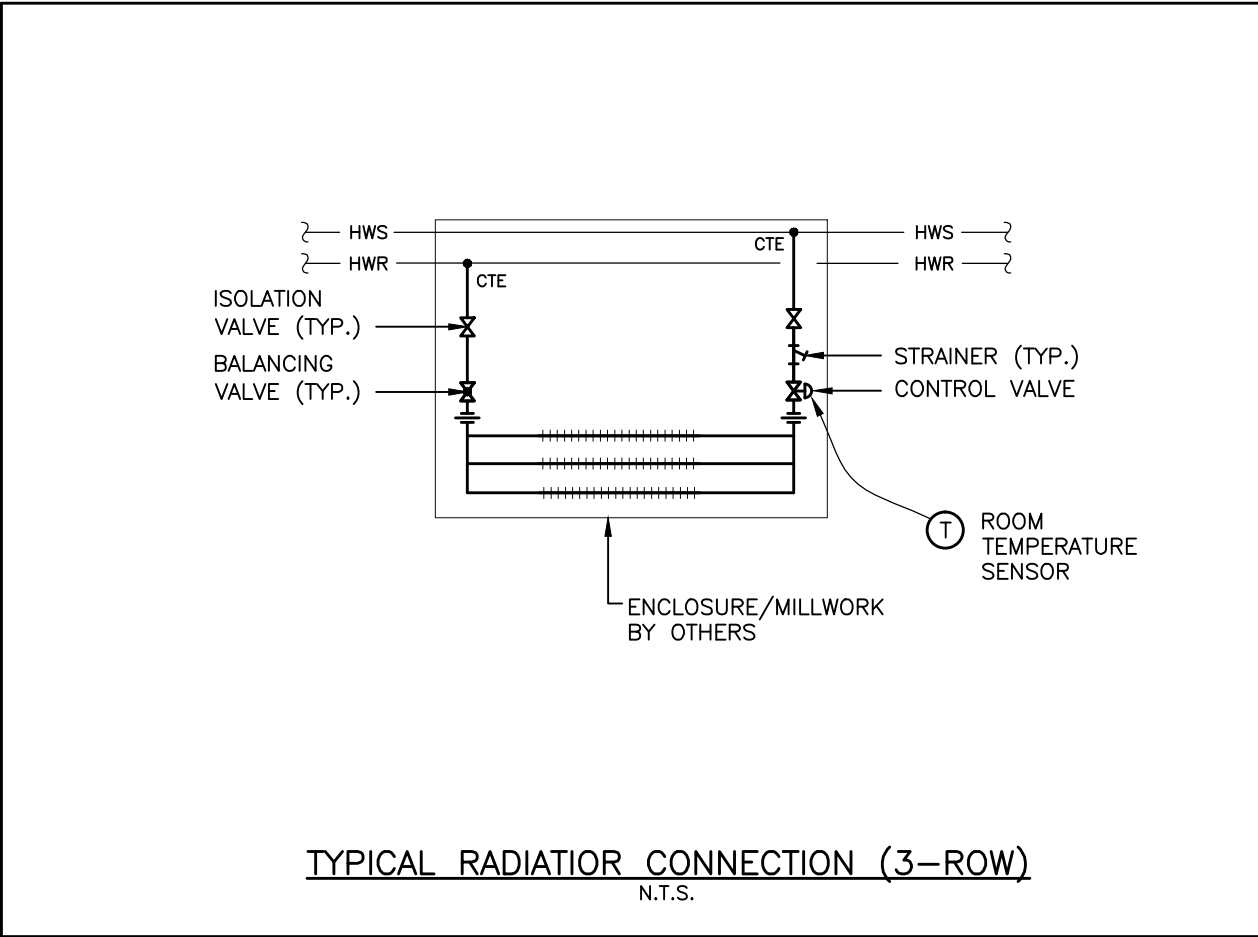 HWS
HWS
CTE
HWR
HWR
CTE
ISOLATION
VALVE (TYP.)
BALANCING
VALVE (TYP.)
STRAINER (TYP.)
CONTROL VALVE
T
ROOM
TEMPERATURE
SENSOR
ENCLOSURE/MILLWORK
BY OTHERS
TYPICAL RADIATIOR CONNECTION (3-ROW)
N.T.S.